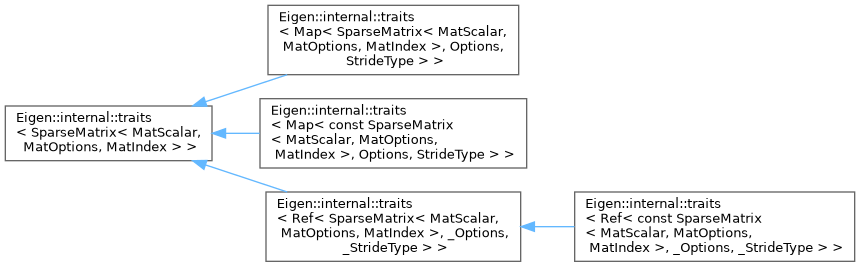 Eigen::internal::traits
< Map< SparseMatrix< MatScalar,
MatOptions, MatIndex >, Options,
StrideType > >
Eigen::internal::traits
< SparseMatrix< MatScalar,
MatOptions, MatIndex > >
Eigen::internal::traits
< Map< const SparseMatrix
< MatScalar, MatOptions,
MatIndex >, Options, StrideType > >
Eigen::internal::traits
< Ref< SparseMatrix< MatScalar,
MatOptions, MatIndex >, _Options,
_StrideType > >
Eigen::internal::traits
< Ref< const SparseMatrix
< MatScalar, MatOptions,
MatIndex >, _Options, _StrideType > >